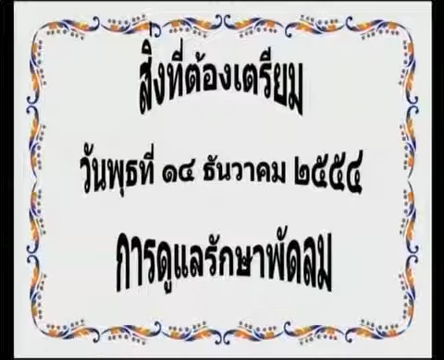 สิ่งที่ต้องเตรียม
วันพุธที่ ๑๔ ธันวาคม ๒๕๕๔
การดูแลรักษาพัดลม